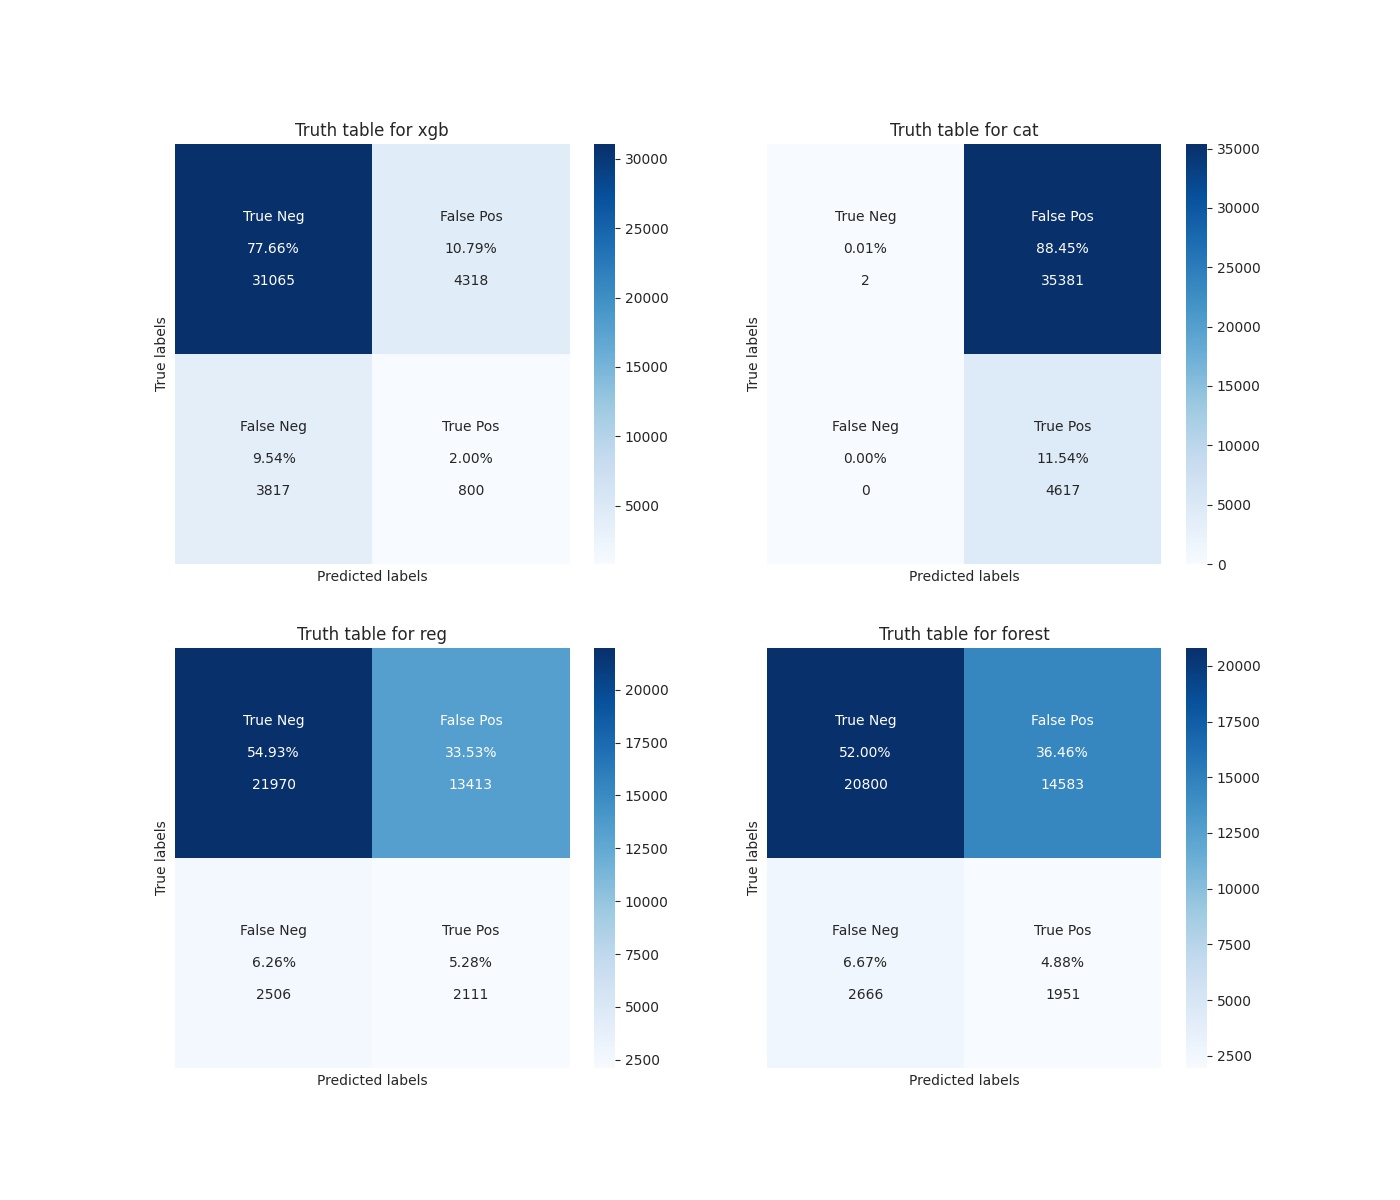 Truth table for xgb
True Neg
77.66%
31065
False Pos
10.79%
4318
False Neg
9.54%
3817
True Pos
2.00%
800
True labels
Predicted labels
30000
25000
20000
15000
10000
5000
Truth table for cat
True Neg
0.01%
2
False Pos
88.45%
35381
False Neg
0.00%
0
True Pos
11.54%
4617
True labels
Predicted labels
35000
30000
25000
20000
15000
10000
5000
0
Truth table for reg
True Neg
54.93%
21970
False Pos
33.53%
13413
False Neg
6.26%
2506
True Pos
5.28%
2111
True labels
Predicted labels
20000
17500
15000
12500
10000
7500
5000
2500
Truth table for forest
True Neg
52.00%
20800
False Pos
36.46%
14583
False Neg
6.67%
2666
True Pos
4.88%
1951
True labels
Predicted labels
20000
17500
15000
12500
10000
7500
5000
2500